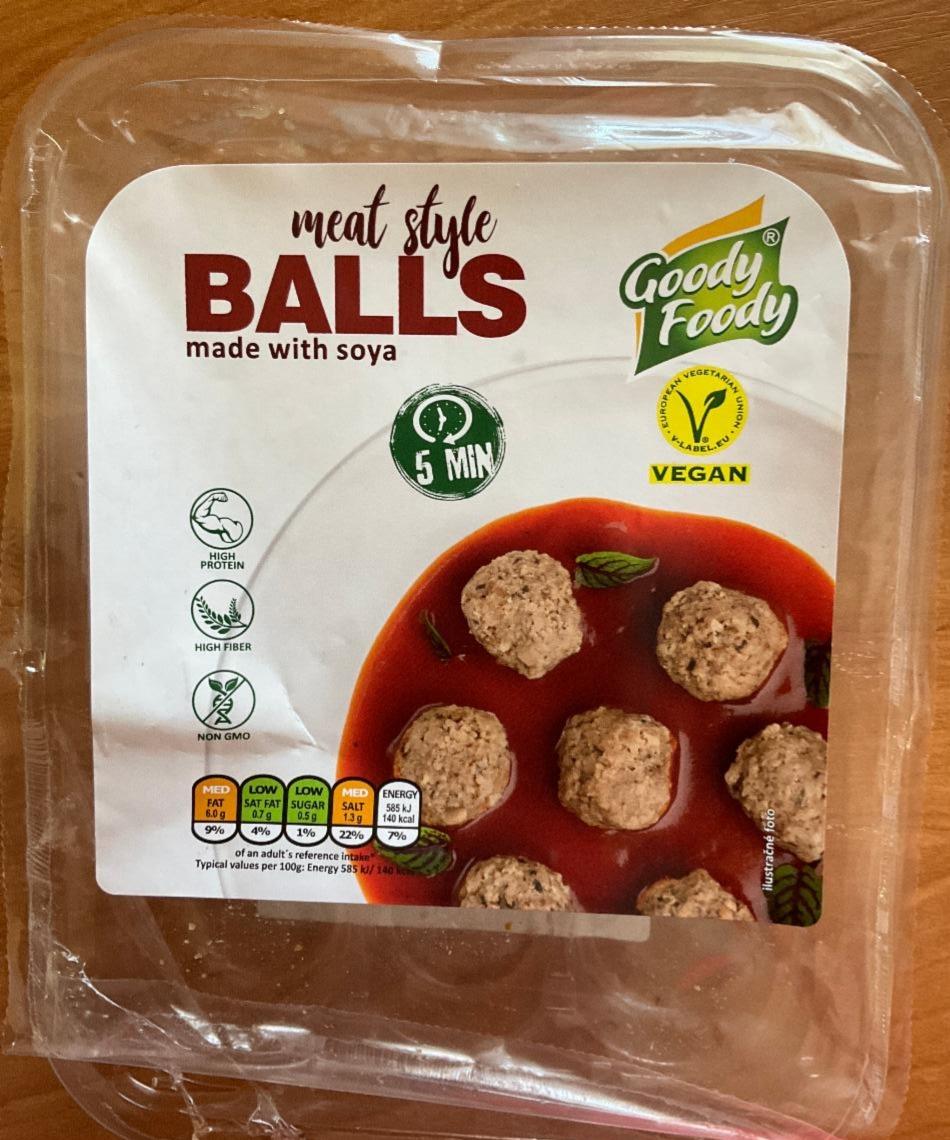 meat style
BALLS
made with soya
Goody
Foody®
EUROPEAN VEGETARIAN UNION
V-LABEL.EU
VEGAN
5 MIN
HIGH
PROTEIN
HIGH FIBER
NON GMO
MED
FAT
6.0 g
9%
LOW
SAT FAT
0.7 g
4%
LOW
SUGAR
0.5 g
1%
MED
SALT
1.3 g
22%
ENERGY
585 kJ
140 kcal
7%
of an adult´s reference intake*
Typical values per 100g: Energy 585 kJ/ 140 kcal
ilustračné foto